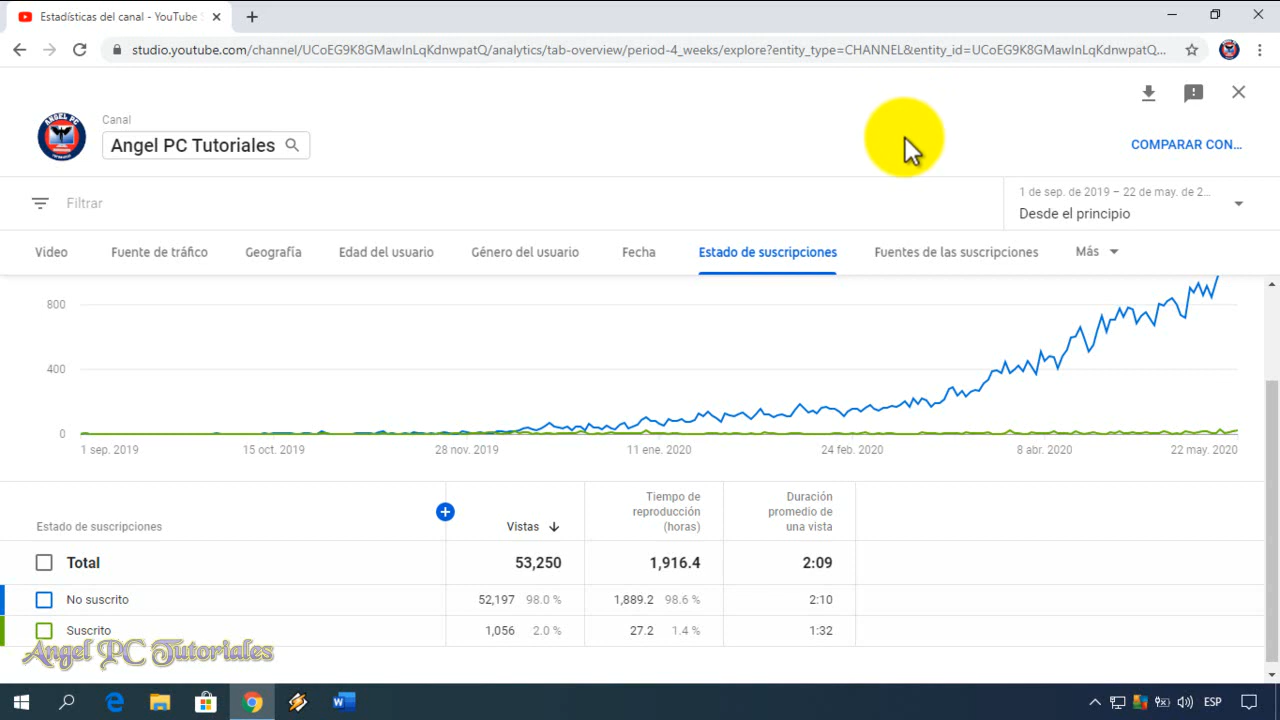 Estadísticas del canal - YouTube S
studio.youtube.com/channel/UCoEG9K8GMawInLqKdnwpatQ/analytics/tab-overview/period-4_weeks/explore?entity_type=CHANNEL&entity_id=UCoEG9K8GMawInLqKdnwpatQ...
ANGEL PC
Canal
Angel PC Tutoriales
COMPARAR CON...
Filtrar
1 de sep. de 2019 – 22 de may. de 2...
Desde el principio
Video Fuente de tráfico Geografía Edad del usuario Género del usuario Fecha Estado de suscripciones Fuentes de las suscripciones Más
800
400
0
1 sep. 2019 15 oct. 2019 28 nov. 2019 11 ene. 2020 24 feb. 2020 8 abr. 2020 22 may. 2020
Estado de suscripciones
Vistas
Tiempo de
reproducción
(horas)
Duración
promedio de
una vista
Total 53,250 1,916.4 2:09
No suscrito 52,197 98.0 % 1,889.2 98.6 % 2:10
Suscrito 1,056 2.0 % 27.2 1.4 % 1:32
Angel PC Tutoriales
ESP